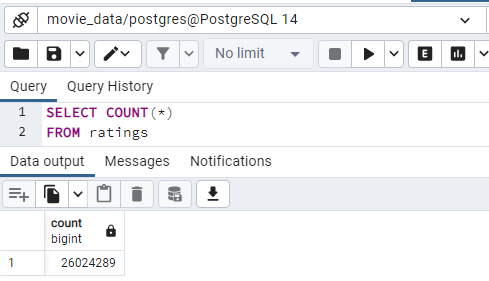 movie_data/postgres@PostgreSQL 14
No limit
E
Query Query History
1 SELECT COUNT(*)
2 FROM ratings
Data output Messages Notifications
count
bigint
1 26024289